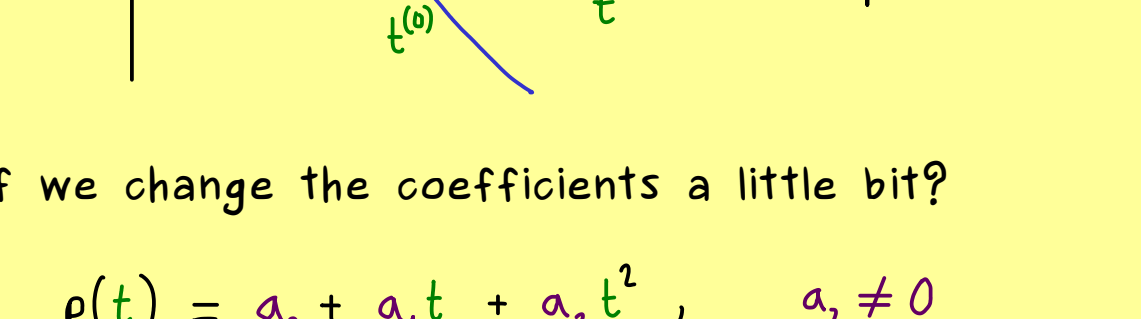 t^(0) t
we change the coefficients a little bit?
p(t) = a₀ + a₁t + a₂t², a₂ ≠ 0